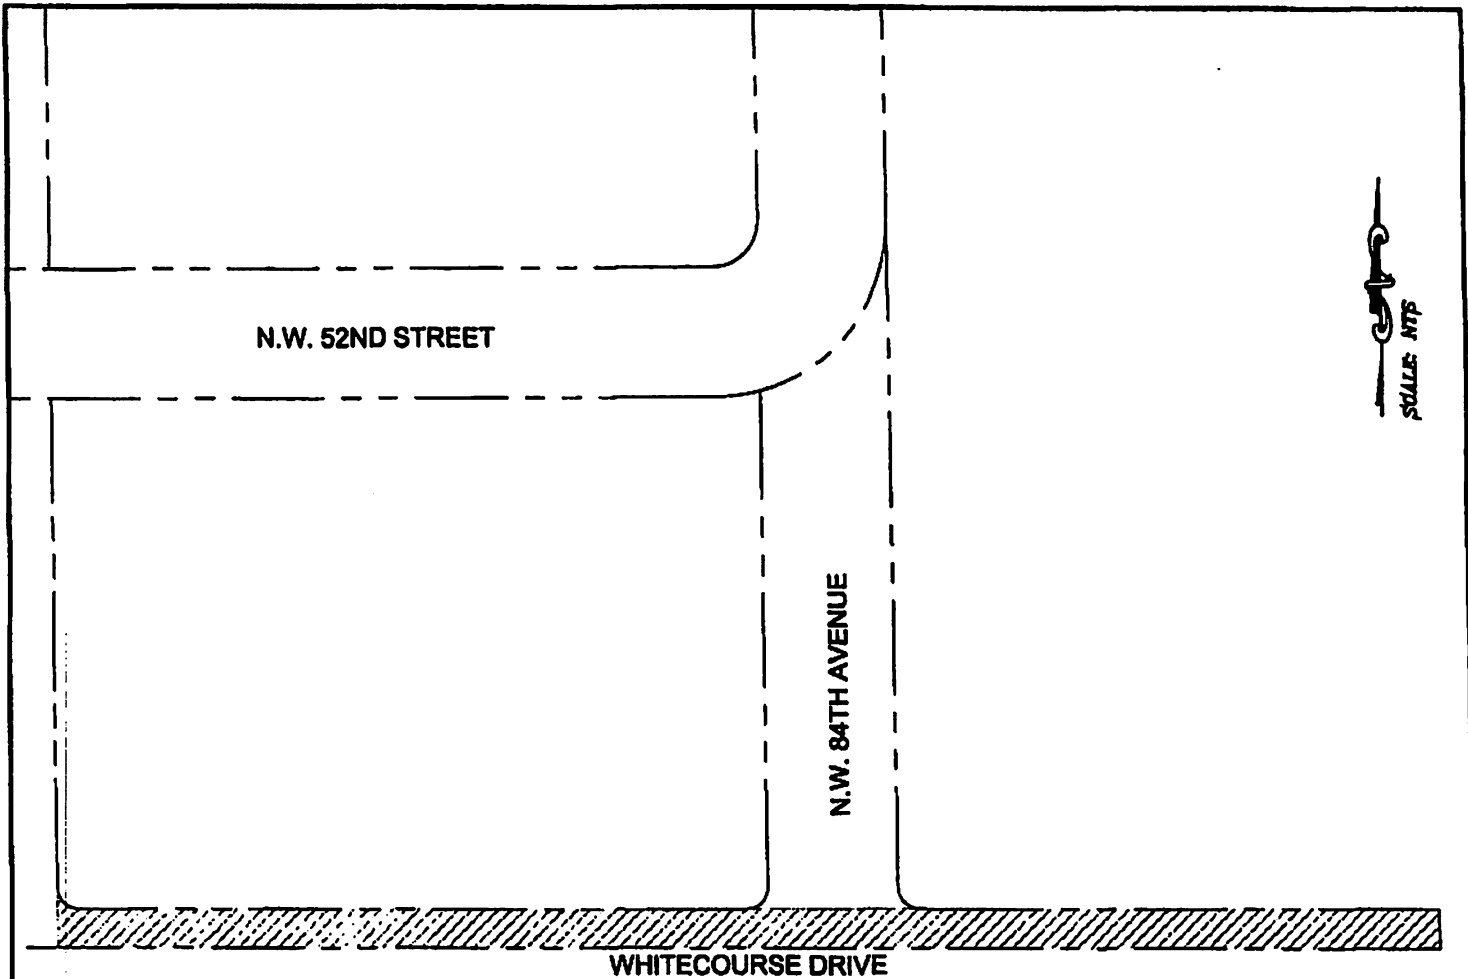 N.W. 52ND STREET
SCALE: NTS
N.W. 84TH AVENUE
WHITECOURSE DRIVE